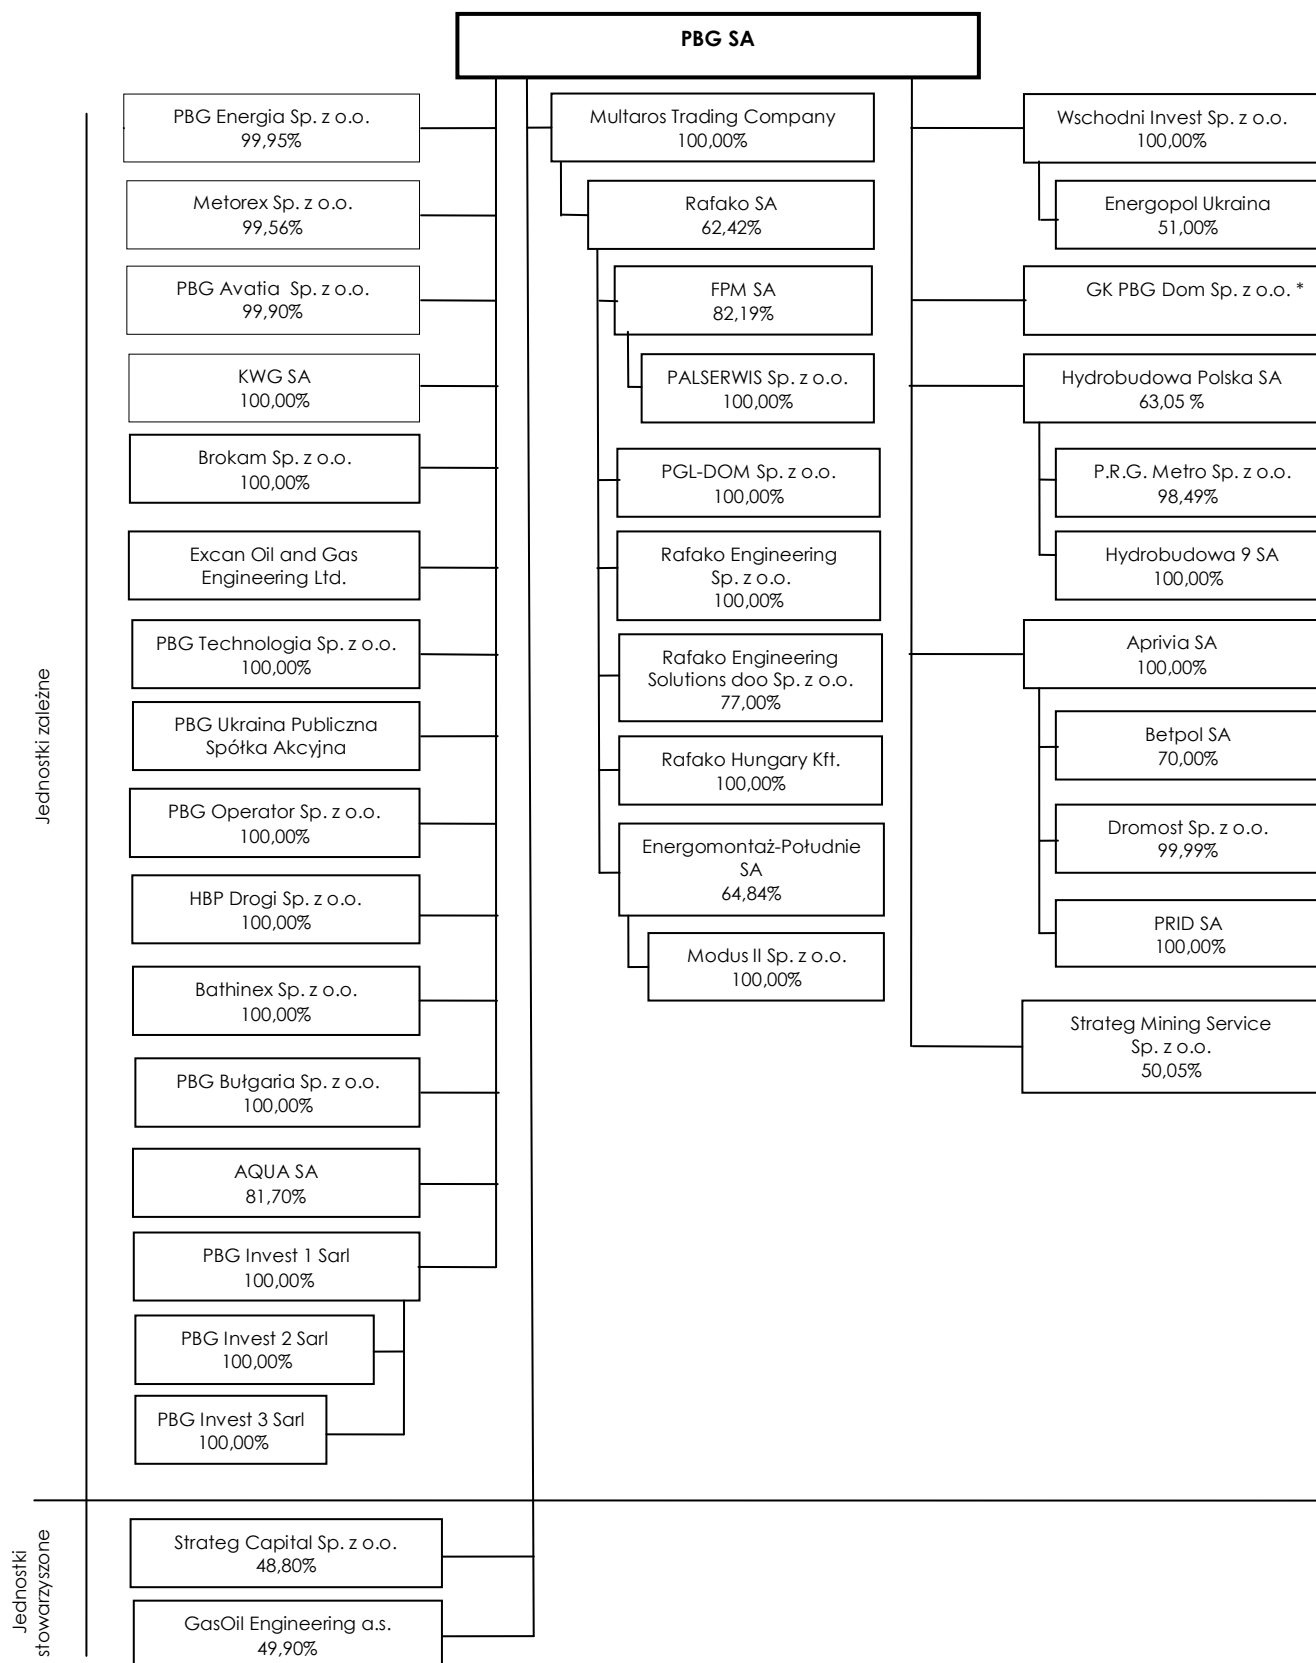 PBG SA
Jednostki zależne
PBG Energia Sp. z o.o.
99,95%
Metorex Sp. z o.o.
99,56%
PBG Avatia Sp. z o.o.
99,90%
KWG SA
100,00%
Brokam Sp. z o.o.
100,00%
Excan Oil and Gas
Engineering Ltd.
PBG Technologia Sp. z o.o.
100,00%
PBG Ukraina Publiczna
Spółka Akcyjna
PBG Operator Sp. z o.o.
100,00%
HBP Drogi Sp. z o.o.
100,00%
Bathinex Sp. z o.o.
100,00%
PBG Bułgaria Sp. z o.o.
100,00%
AQUA SA
81,70%
PBG Invest 1 Sarl
100,00%
PBG Invest 2 Sarl
100,00%
PBG Invest 3 Sarl
100,00%
Multaros Trading Company
100,00%
Rafako SA
62,42%
FPM SA
82,19%
PALSERWIS Sp. z o.o.
100,00%
PGL-DOM Sp. z o.o.
100,00%
Rafako Engineering
Sp. z o.o.
100,00%
Rafako Engineering
Solutions doo Sp. z o.o.
77,00%
Rafako Hungary Kft.
100,00%
Energomontaż-Południe
SA
64,84%
Modus II Sp. z o.o.
100,00%
Wschodni Invest Sp. z o.o.
100,00%
Energopol Ukraina
51,00%
GK PBG Dom Sp. z o.o. *
Hydrobudowa Polska SA
63,05 %
P.R.G. Metro Sp. z o.o.
98,49%
Hydrobudowa 9 SA
100,00%
Aprivia SA
100,00%
Betpol SA
70,00%
Dromost Sp. z o.o.
99,99%
PRID SA
100,00%
Strateg Mining Service
Sp. z o.o.
50,05%
Jednostki
stowarzyszone
Strateg Capital Sp. z o.o.
48,80%
GasOil Engineering a.s.
49,90%